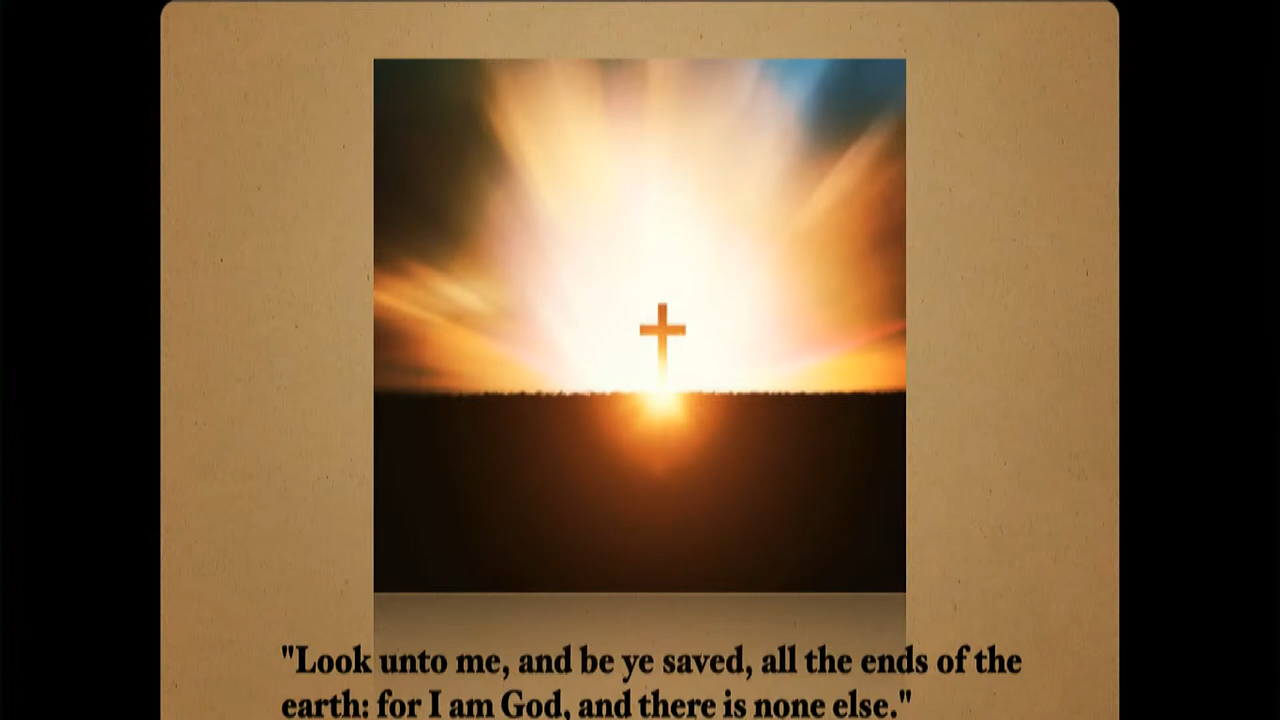 "Look unto me, and be ye saved, all the ends of the
earth: for I am God, and there is none else."